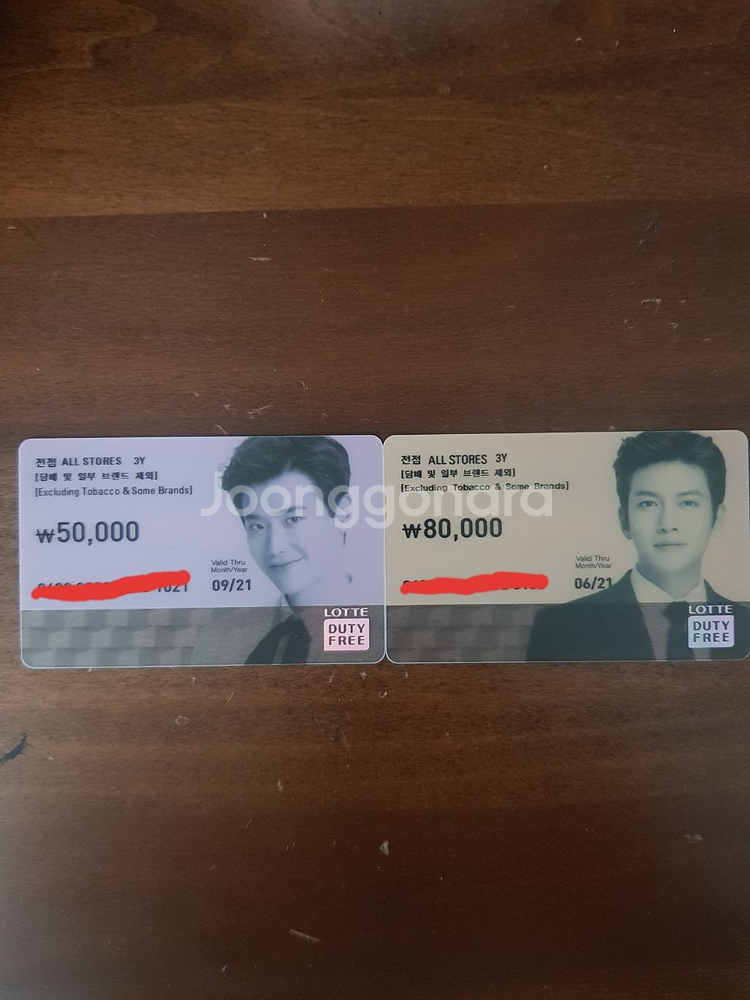 전점 ALL STORES 3Y
[담배 및 일부 브랜드 제외]
[Excluding Tobacco & Some Brands]
₩50,000
Valid Thru
Month/Year
09/21
LOTTE
DUTY
FREE
전점 ALL STORES 3Y
[담배 및 일부 브랜드 제외]
[Excluding Tobacco & Some Brands]
₩80,000
Valid Thru
Month/Year
06/21
LOTTE
DUTY
FREE
Joonggonara